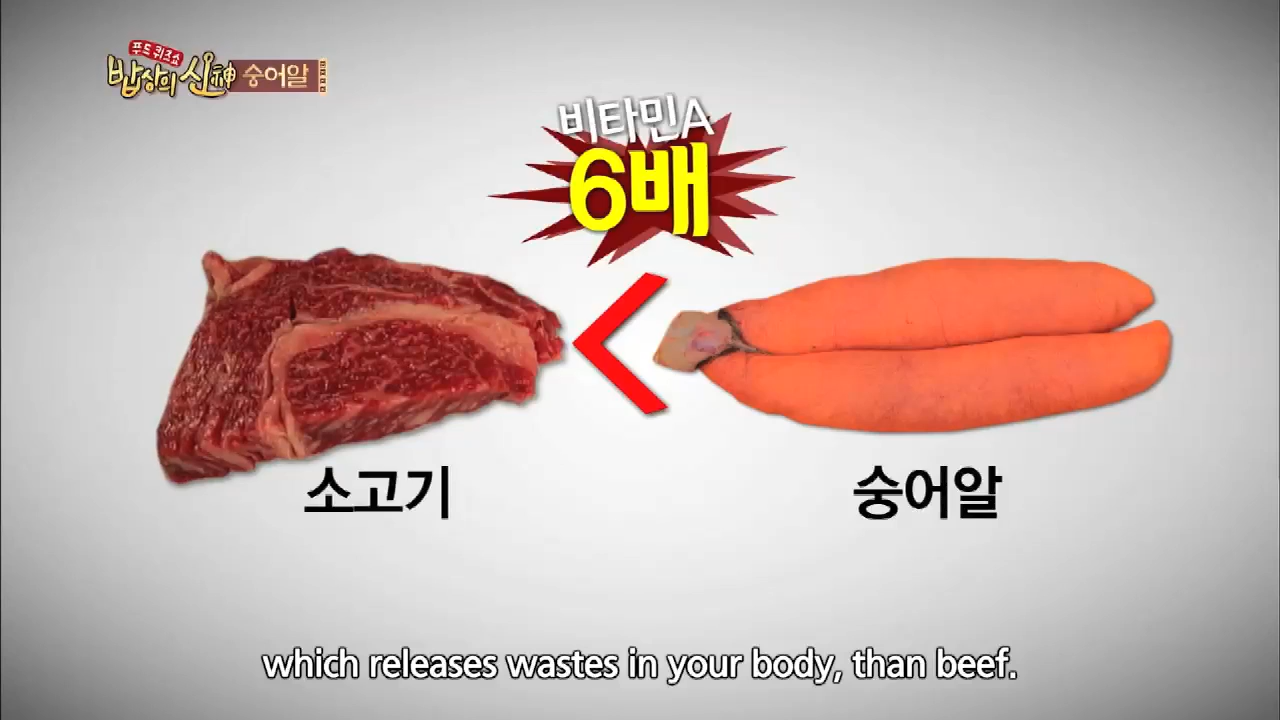 푸드 퀴즈쇼
밥상의 신神 숭어알
비타민A
6배
소고기
숭어알
which releases wastes in your body, than beef.